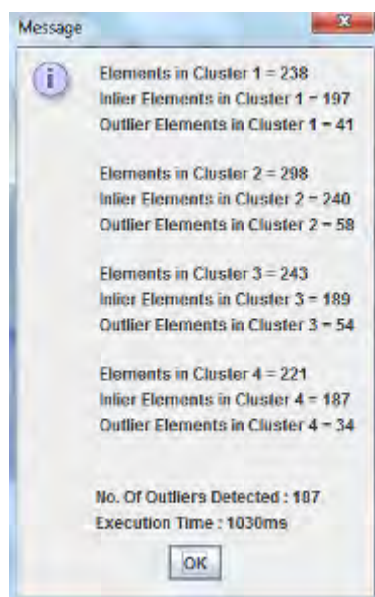 Message
x
i
Elements in Cluster 1 = 238
Inlier Elements in Cluster 1 = 197
Outlier Elements in Cluster 1 = 41
Elements in Cluster 2 = 298
Inlier Elements in Cluster 2 = 240
Outlier Elements in Cluster 2 = 58
Elements in Cluster 3 = 243
Inlier Elements in Cluster 3 = 189
Outlier Elements in Cluster 3 = 54
Elements in Cluster 4 = 221
Inlier Elements in Cluster 4 = 187
Outlier Elements in Cluster 4 = 34
No. Of Outliers Detected : 187
Execution Time : 1030ms
OK